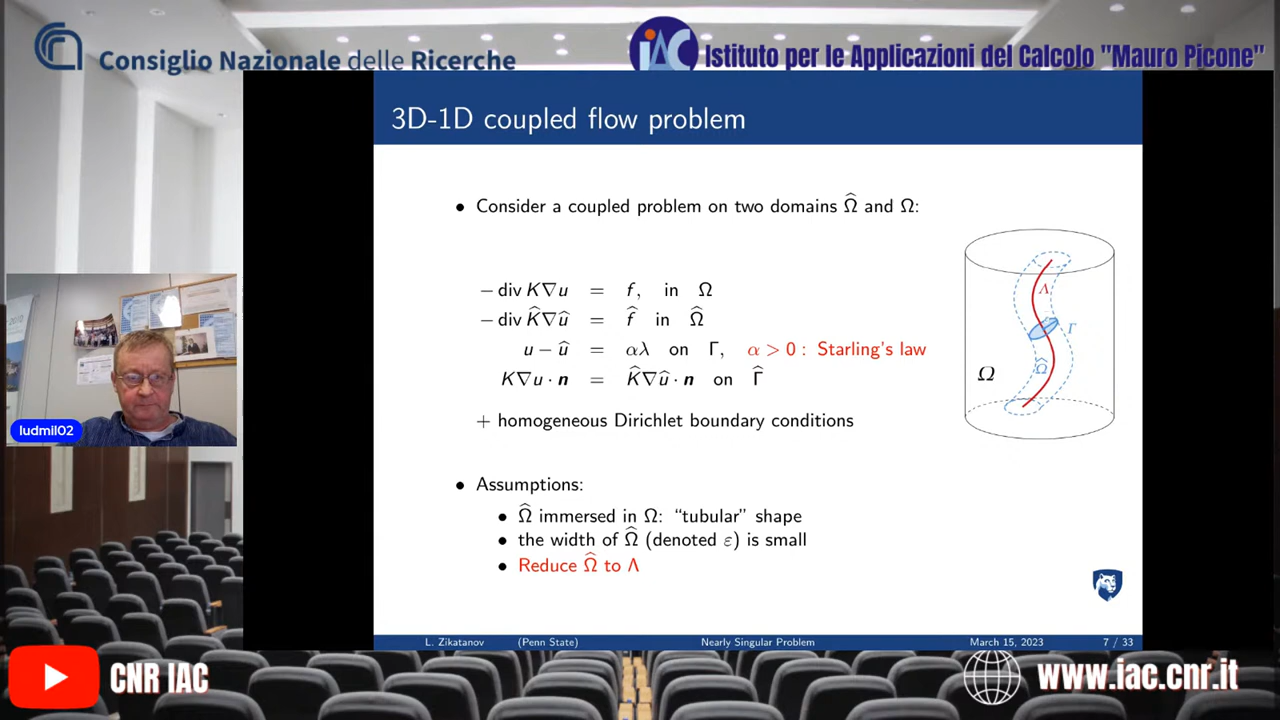 Consiglio Nazionale delle Ricerche
iAC Istituto per le Applicazioni del Calcolo "Mauro Picone"
3D-1D coupled flow problem
• Consider a coupled problem on two domains Ω̂ and Ω:
− div K∇u = f, in Ω
− div K̂∇û = f̂ in Ω̂
u − û = αλ on Γ, α > 0 : Starling's law
K∇u · n = K̂∇û · n on Γ̂
+ homogeneous Dirichlet boundary conditions
Λ
Γ
Ω̂
Ω
• Assumptions:
• Ω̂ immersed in Ω: “tubular” shape
• the width of Ω̂ (denoted ε) is small
• Reduce Ω̂ to Λ
L. Zikatanov (Penn State) Nearly Singular Problem March 15, 2023 7 / 33
ludmil02
CNR IAC
www.iac.cnr.it